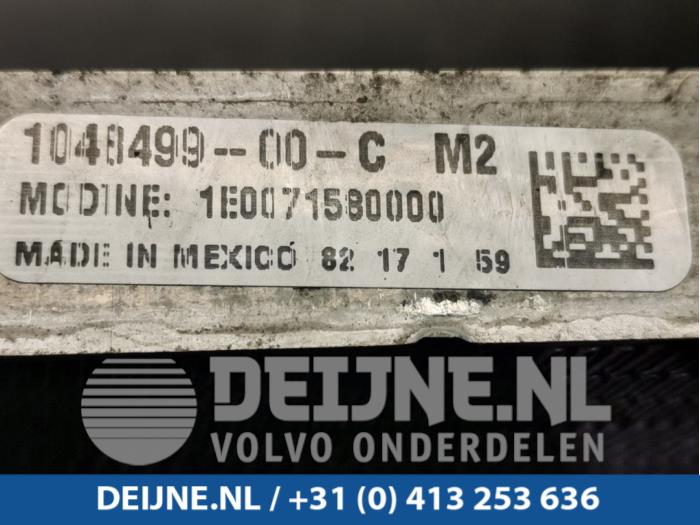 1048499-00-C M2
MODINE: 1E0071580000
MADE IN MEXICO 82 17 1 59
DEIJNE.NL
VOLVO ONDERDELEN
DEIJNE.NL / +31 (0) 413 253 636